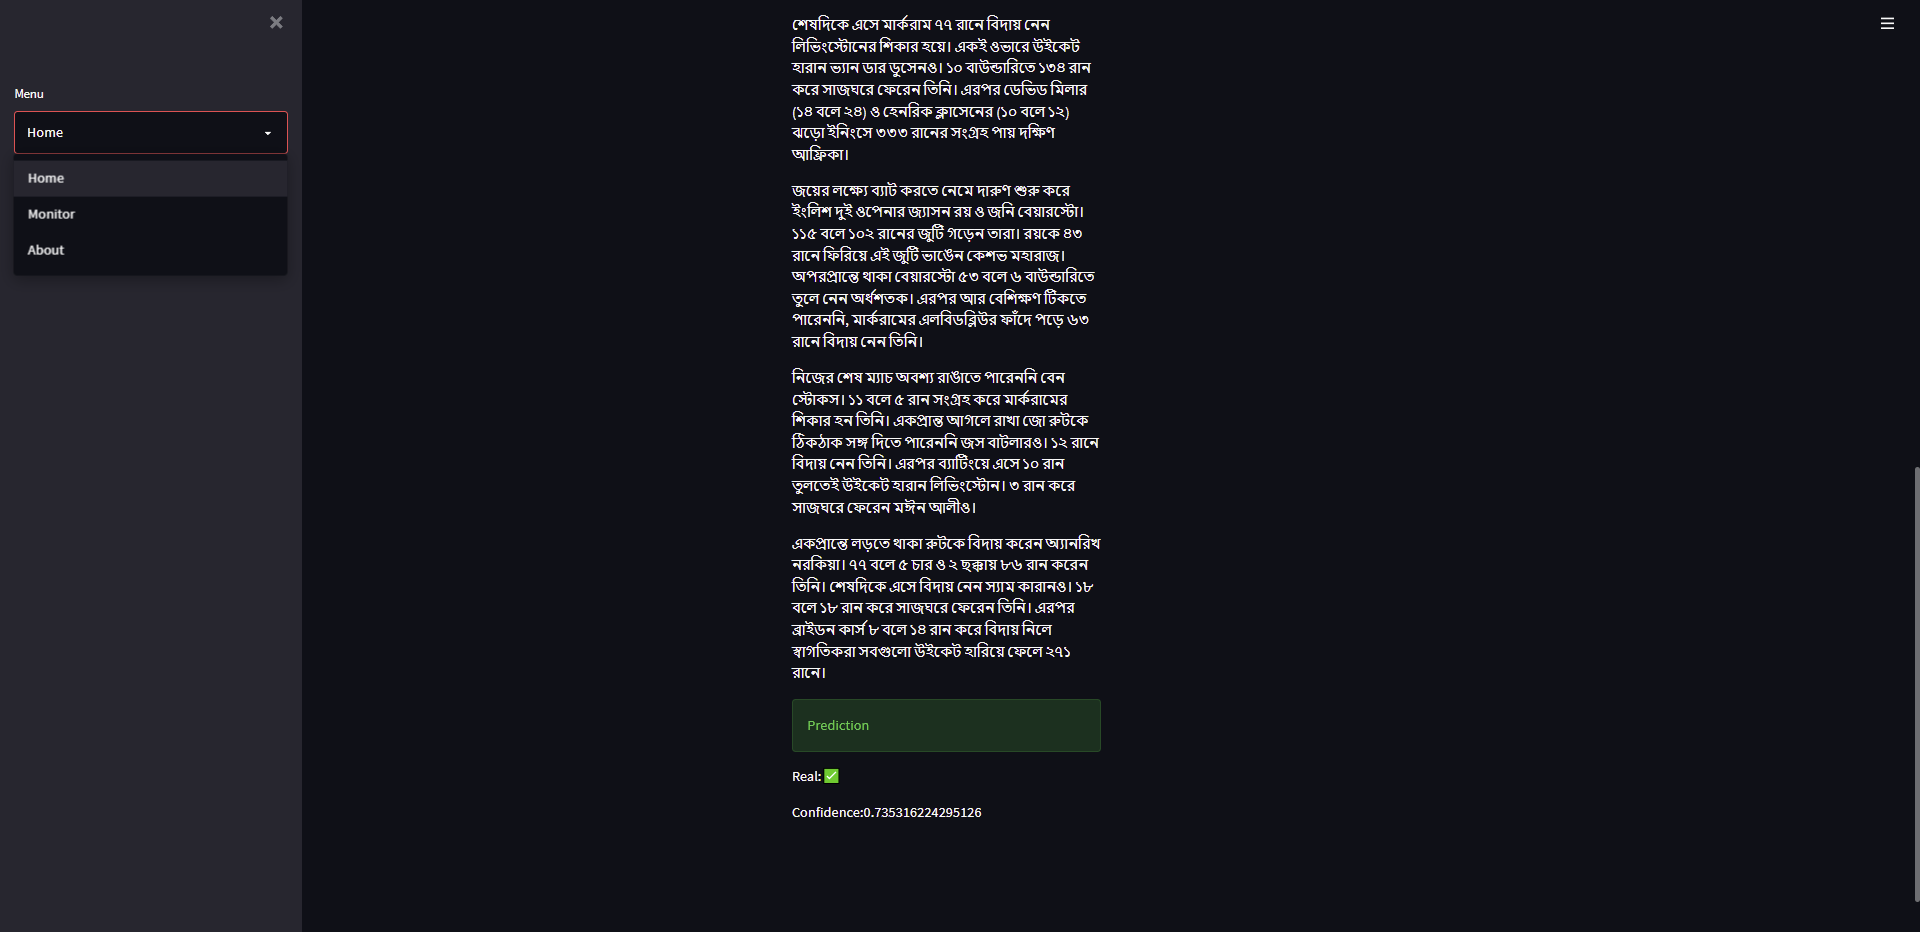 Menu
Home
Home
Monitor
About
শেষদিকে এসে মার্করাম ৭৭ রানে বিদায় নেন
লিভিংস্টোনের শিকার হয়ে। একই ওভারে উইকেট
হারান ভ্যান ডার ডুসেনও। ১০ বাউন্ডারিতে ১৩৪ রান
করে সাজঘরে ফেরেন তিনি। এরপর ডেভিড মিলার
(১৪ বলে ২৪) ও হেনরিক ক্লাসেনের (১০ বলে ১২)
ঝড়ো ইনিংসে ৩৩৩ রানের সংগ্রহ পায় দক্ষিণ
আফ্রিকা।
জয়ের লক্ষ্যে ব্যাট করতে নেমে দারুণ শুরু করে
ইংলিশ দুই ওপেনার জ্যাসন রয় ও জনি বেয়ারস্টো।
১১৫ বলে ১০২ রানের জুটি গড়েন তারা। রয়কে ৪৩
রানে ফিরিয়ে এই জুটি ভাঙেন কেশভ মহারাজ।
অপরপ্রান্তে থাকা বেয়ারস্টো ৫৩ বলে ৬ বাউন্ডারিতে
তুলে নেন অর্ধশতক। এরপর আর বেশিক্ষণ টিকতে
পারেননি, মার্করামের এলবিডব্লিউর ফাঁদে পড়ে ৬৩
রানে বিদায় নেন তিনি।
নিজের শেষ ম্যাচ অবশ্য রাঙাতে পারেননি বেন
স্টোকস। ১১ বলে ৫ রান সংগ্রহ করে মার্করামের
শিকার হন তিনি। একপ্রান্ত আগলে রাখা জো রুটকে
ঠিকঠাক সঙ্গ দিতে পারেননি জস বাটলারও। ১২ রানে
বিদায় নেন তিনি। এরপর ব্যাটিংয়ে এসে ১০ রান
তুলতেই উইকেট হারান লিভিংস্টোন। ৩ রান করে
সাজঘরে ফেরেন মঈন আলীও।
একপ্রান্তে লড়তে থাকা রুটকে বিদায় করেন অ্যানরিখ
নরকিয়া। ৭৭ বলে ৫ চার ও ২ ছক্কায় ৮৬ রান করেন
তিনি। শেষদিকে এসে বিদায় নেন স্যাম কারানও। ১৮
বলে ১৮ রান করে সাজঘরে ফেরেন তিনি। এরপর
ব্রাইডন কার্স ৮ বলে ১৪ রান করে বিদায় নিলে
স্বাগতিকরা সবগুলো উইকেট হারিয়ে ফেলে ২৭১
রানে।
Prediction
Real: ✅
Confidence:0.735316224295126